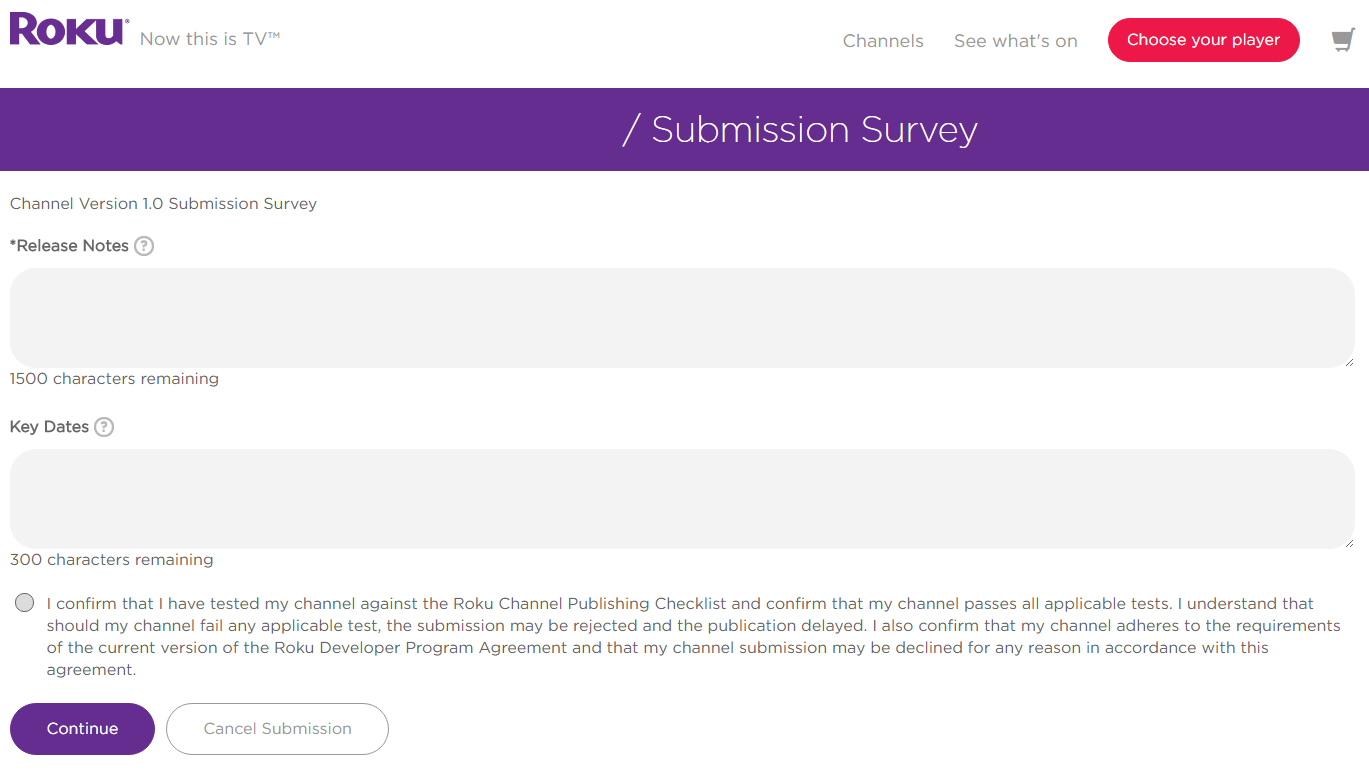 ROKU® Now this is TV™
Channels See what's on Choose your player
/ Submission Survey
Channel Version 1.0 Submission Survey
*Release Notes ?
1500 characters remaining
Key Dates ?
300 characters remaining
I confirm that I have tested my channel against the Roku Channel Publishing Checklist and confirm that my channel passes all applicable tests. I understand that
should my channel fail any applicable test, the submission may be rejected and the publication delayed. I also confirm that my channel adheres to the requirements
of the current version of the Roku Developer Program Agreement and that my channel submission may be declined for any reason in accordance with this
agreement.
Continue Cancel Submission